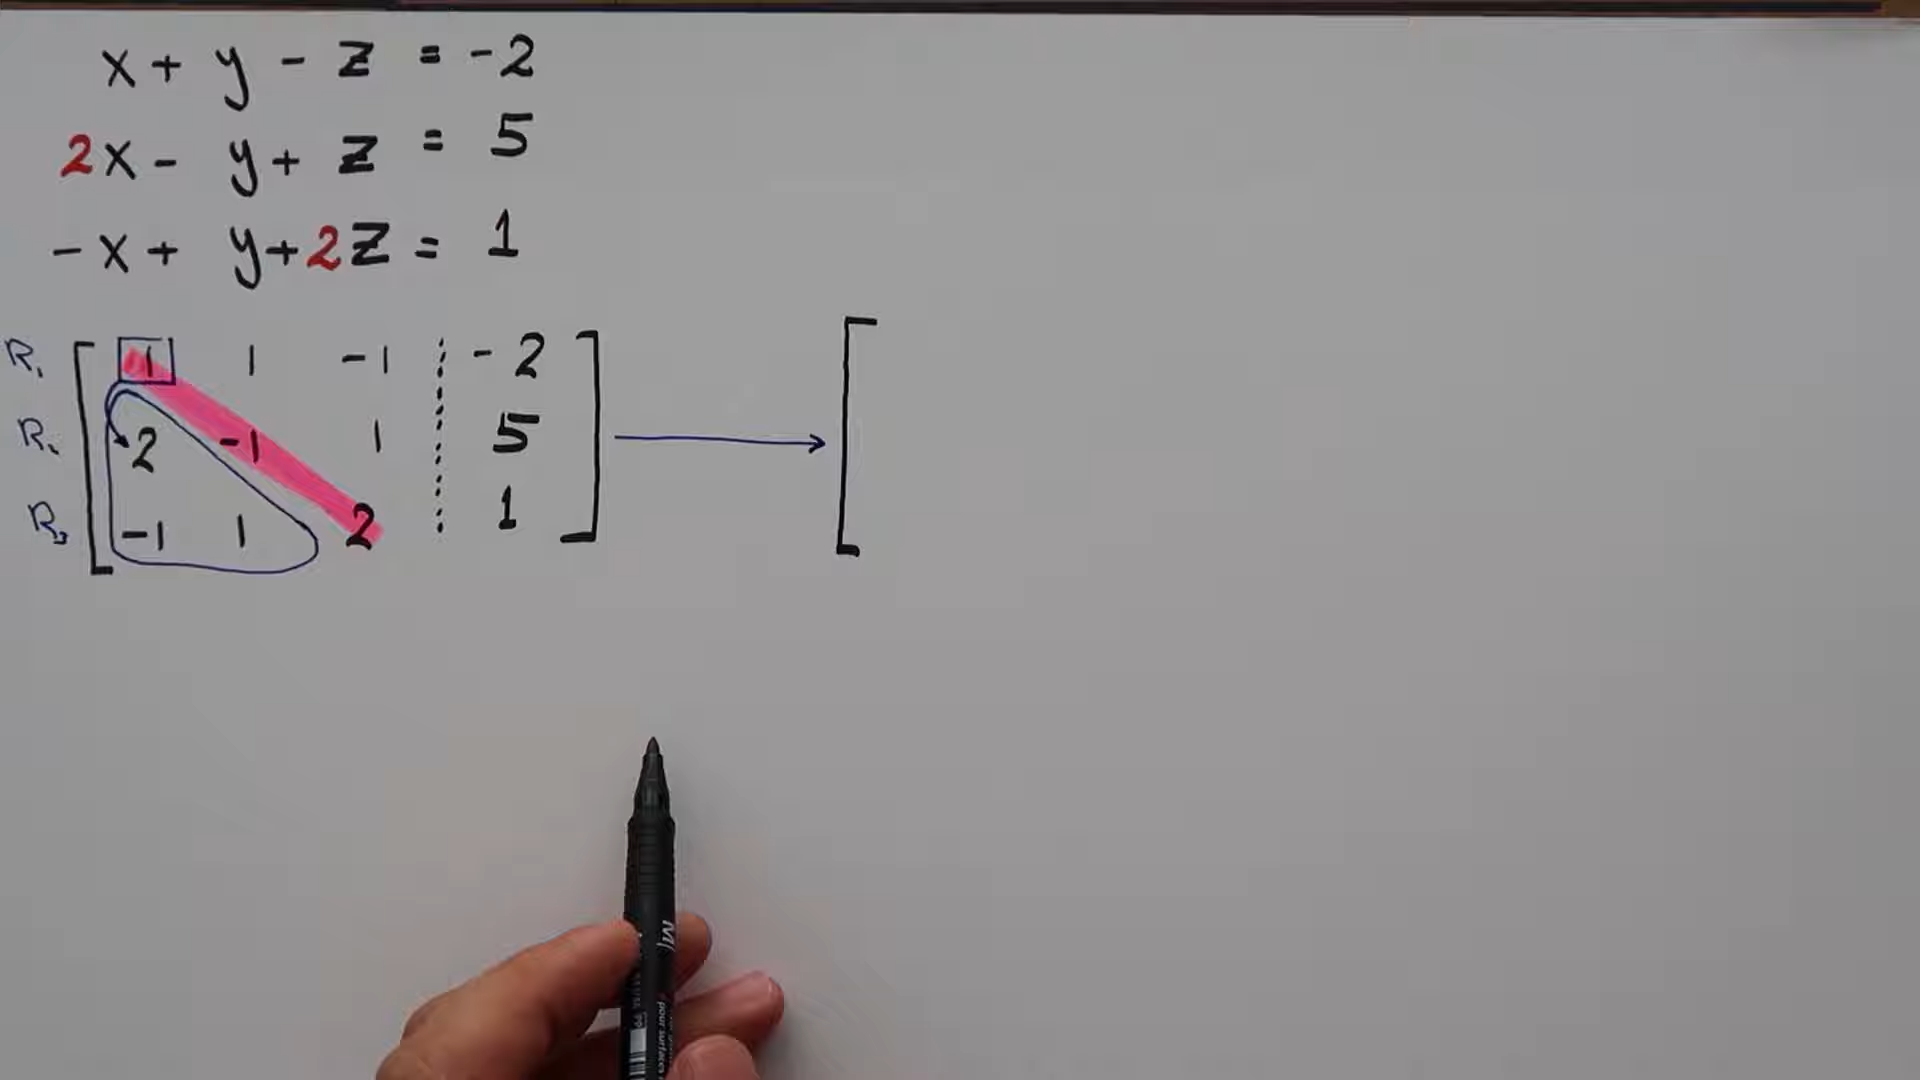 x + y - z = -2
2x - y + z = 5
-x + y + 2z = 1
R1 1 1 -1 -2
R2 2 -1 1 5
R3 -1 1 2 1